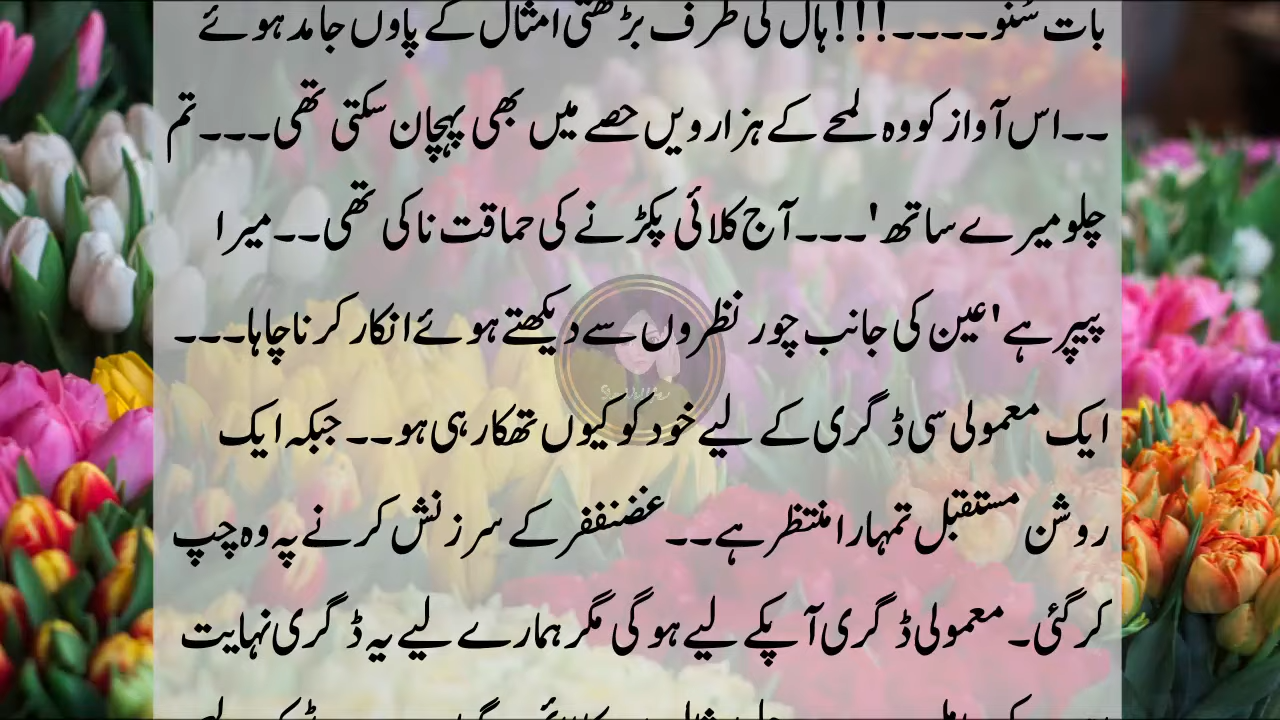 بات سُنو۔۔۔۔!!!ہال کی طرف بڑھتی امثال کے پاوں جامد ہوئے
۔۔اس آواز کو وہ لمحے کے ہزارویں حصے میں بھی پہچان سکتی تھی۔۔۔تم
چلو میرے ساتھ'۔۔۔آج کلائی پکڑنے کی حماقت نا کی تھی۔۔میرا
پیپر ہے'عین کی جانب چور نظروں سے دیکھتے ہوئے انکار کرنا چاہا۔۔۔
ایک معمولی سی ڈگری کے لیے خود کو کیوں تھکا رہی ہو۔۔جبکہ ایک
روشن مستقبل تمہارا منتظر ہے۔۔غضنفر کے سرزنش کرنے پہ وہ چپ
کر گئی۔معمولی ڈگری آپکے لیے ہو گی مگر ہمارے لیے یہ ڈگری نہایت